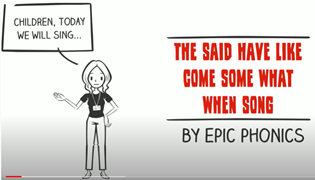 CHILDREN, TODAY
WE WILL SING...
THE SAID HAVE LIKE
COME SOME WHAT
WHEN SONG
BY EPIC PHONICS